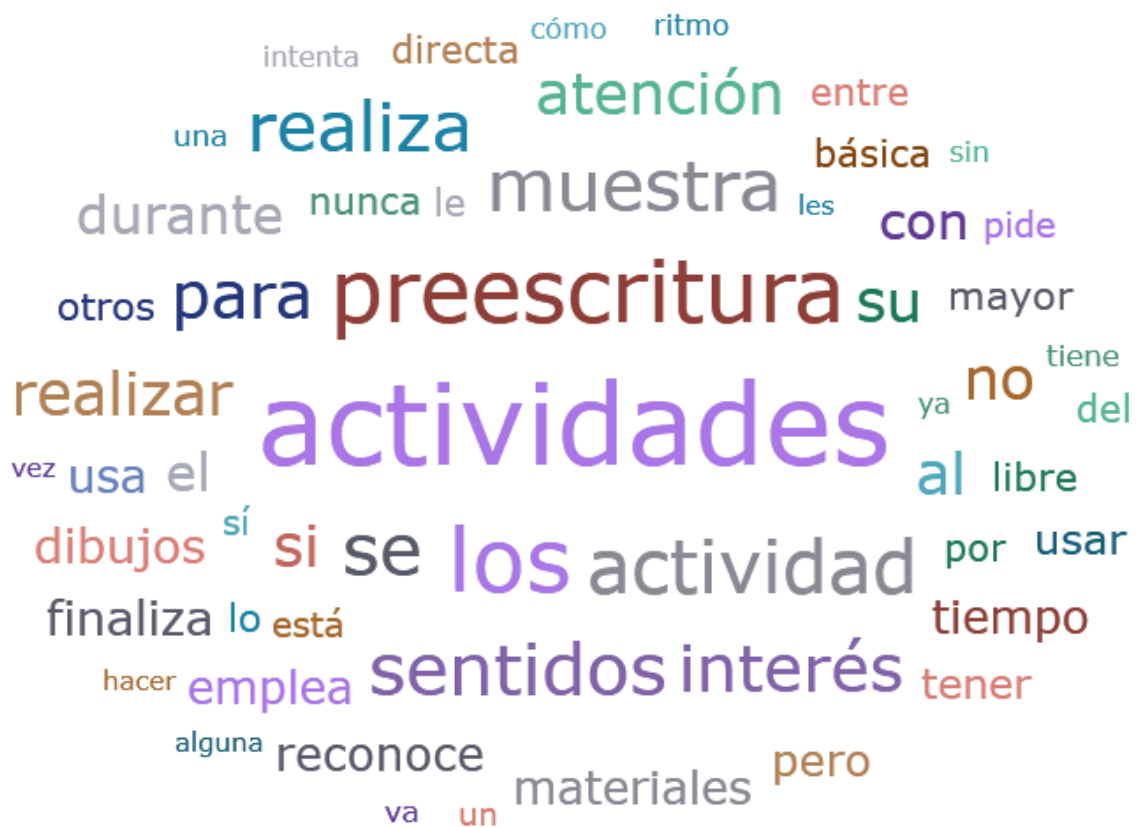 intenta directa cómo ritmo
una realiza atención entre
básica sin
durante nunca le muestra les con pide
otros para preescritura su mayor
realizar actividades ya no tiene del
vez usa el al libre
dibujos sí si se los actividad por usar
finaliza lo está tiempo
hacer emplea sentidos interés tener
alguna reconoce materiales pero
va un